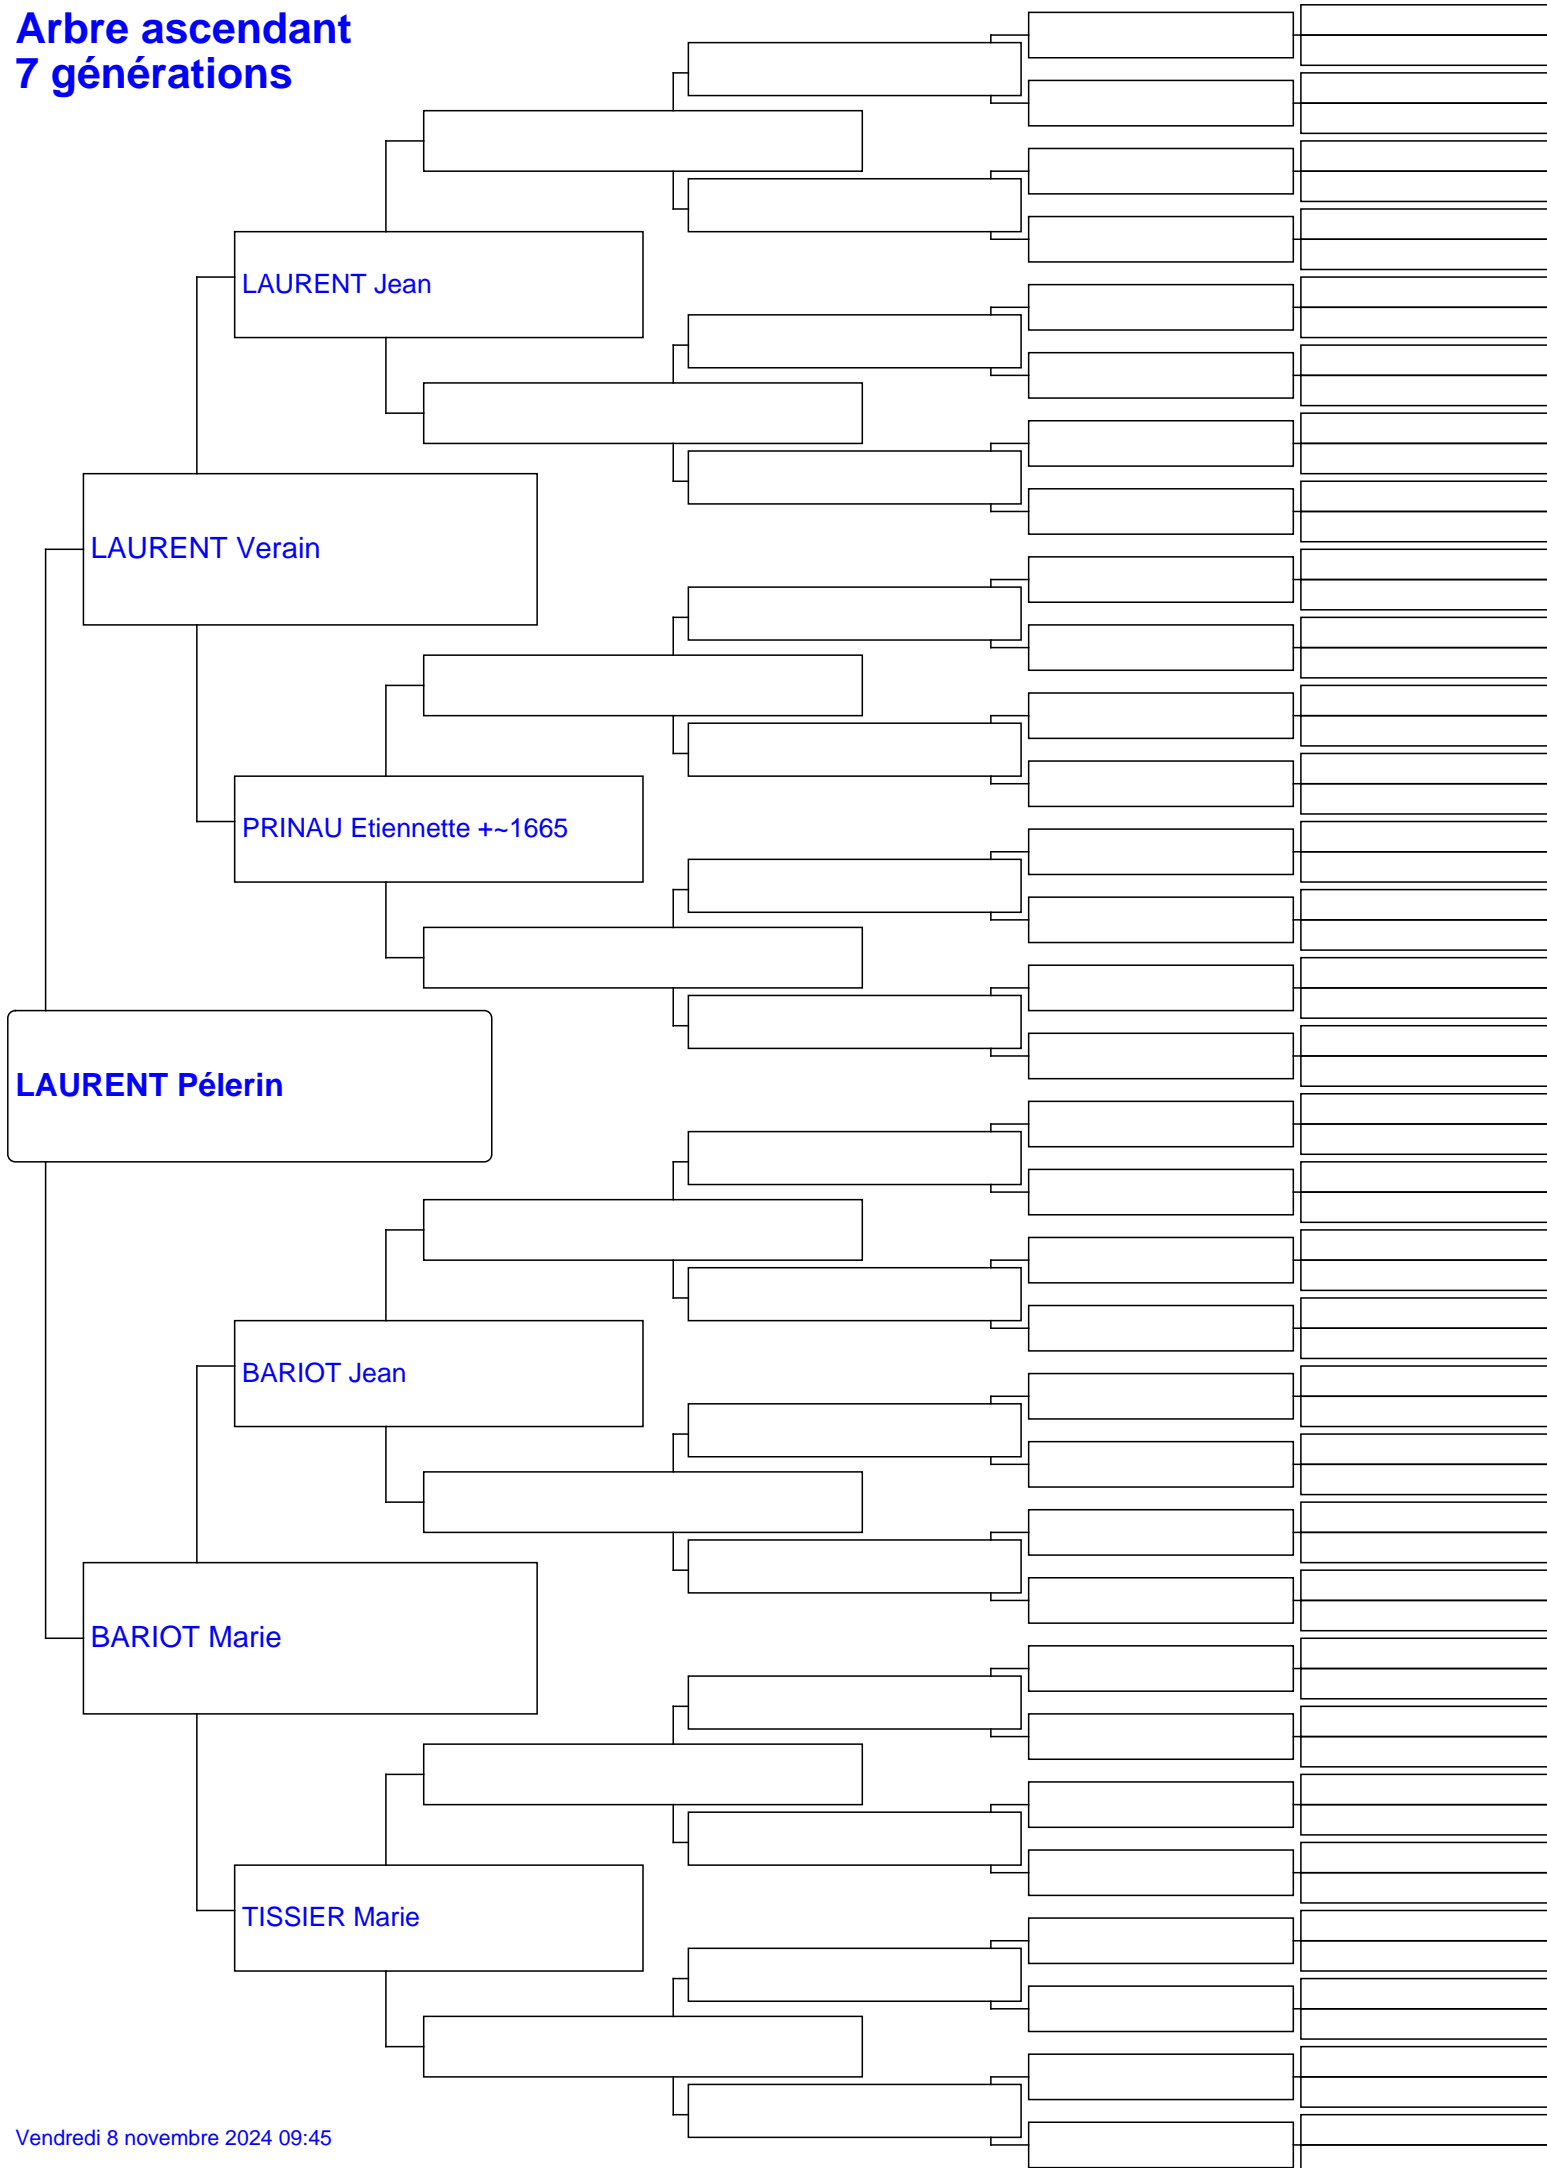 Arbre ascendant
7 générations
LAURENT Jean
LAURENT Verain
PRINAU Etiennette +~1665
LAURENT Pélerin
BARIOT Jean
BARIOT Marie
TISSIER Marie
Vendredi 8 novembre 2024 09:45